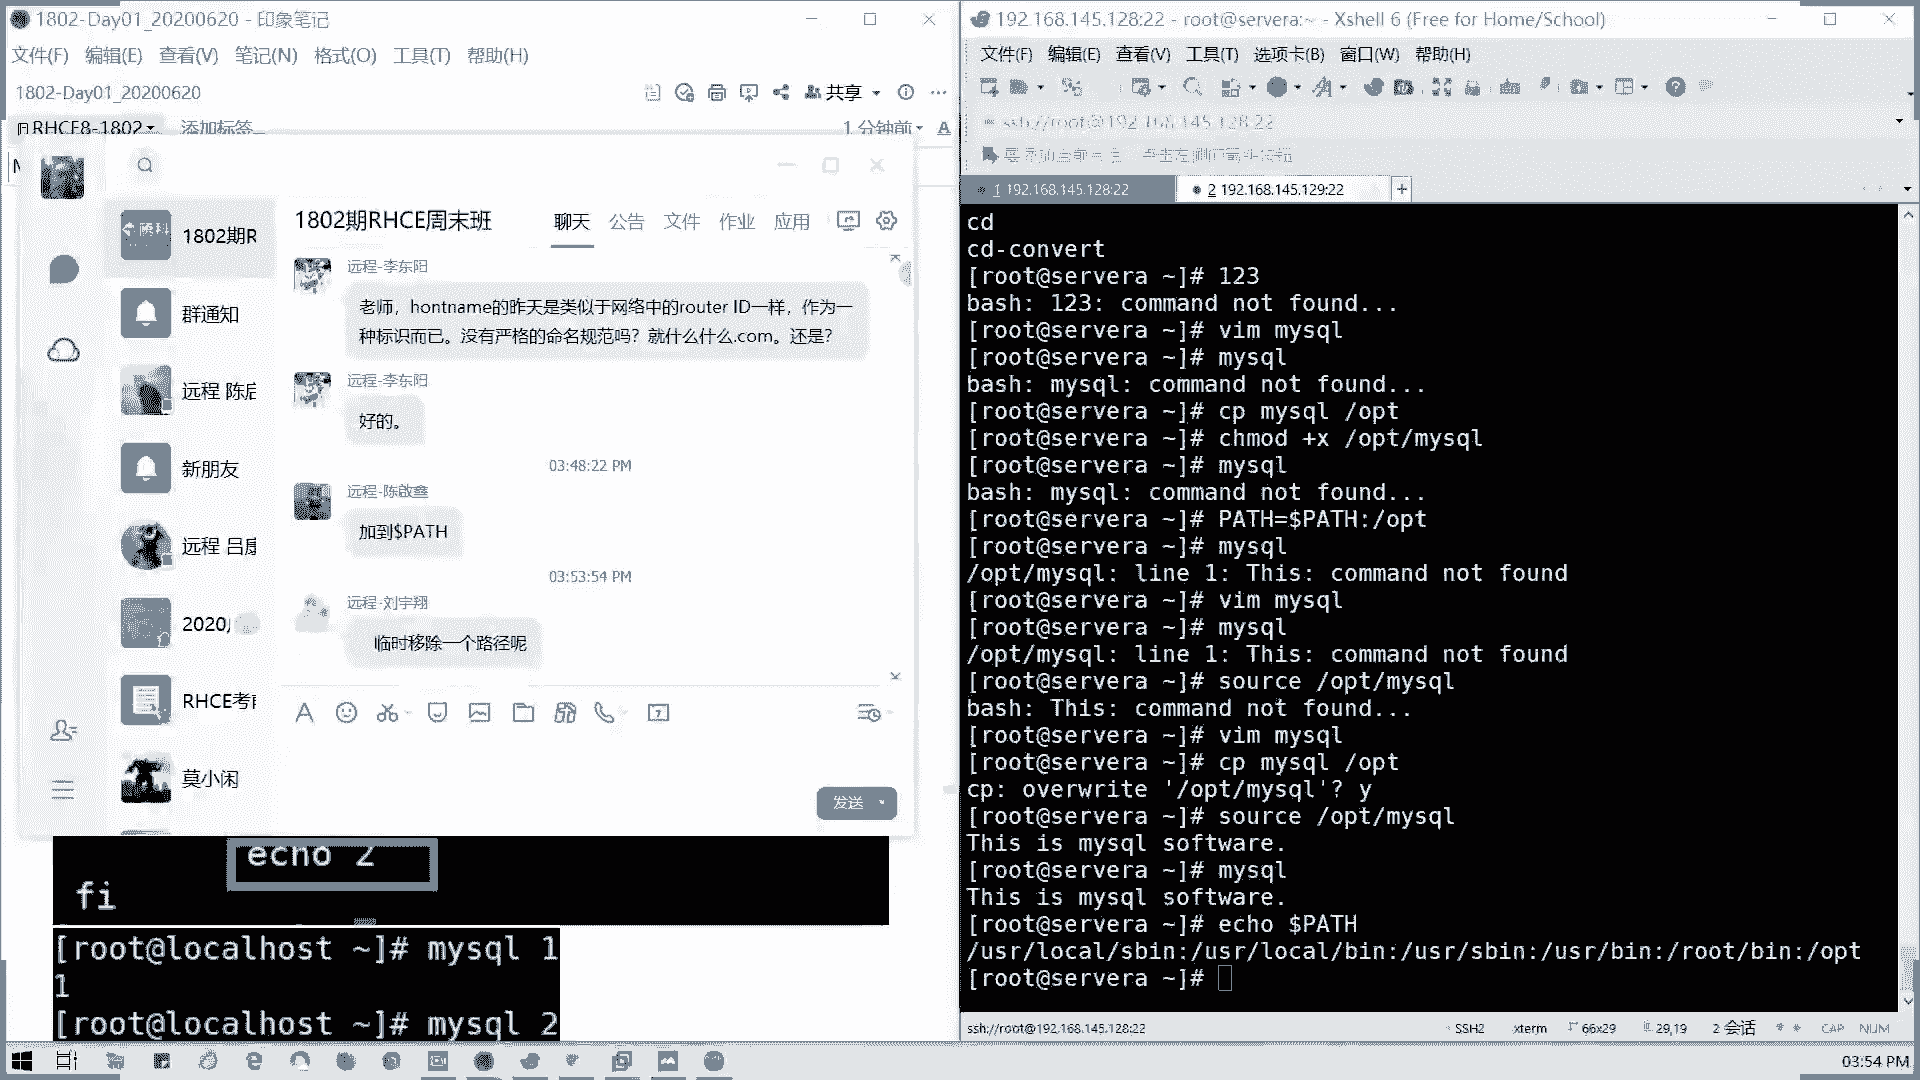 1802-Day01_20200620 - 印象笔记
文件(F) 编辑(E) 查看(V) 笔记(N) 格式(O) 工具(T) 帮助(H)
1802-Day01_20200620
共享
RHCE8-1802
添加标签
1 分钟前
1802期RHCE周末班
聊天 公告 文件 作业 应用
1802期R
群通知
远程
新朋友
远程 吕
2020
RHCE考
莫小闲
远程-李东阳
老师，hontname的昨天是类似于网络中的router ID一样，作为一
种标识而已。没有严格的命名规范吗？就什么什么.com。还是？
远程-李东阳
好的。
03:48:22 PM
远程-陈啟鑫
加到$PATH
03:53:54 PM
远程-刘宇翔
临时移除一个路径呢
发送
echo 2
fi
[root@localhost ~]# mysql 1
1
[root@localhost ~]# mysql 2
192.168.145.128:22 - root@servera:~ - Xshell 6 (Free for Home/School)
文件(F) 编辑(E) 查看(V) 工具(T) 选项卡(B) 窗口(W) 帮助(H)
ssh://root@192.168.145.128:22
1 192.168.145.128:22
2 192.168.145.129:22
cd
cd-convert
[root@servera ~]# 123
bash: 123: command not found...
[root@servera ~]# vim mysql
[root@servera ~]# mysql
bash: mysql: command not found...
[root@servera ~]# cp mysql /opt
[root@servera ~]# chmod +x /opt/mysql
[root@servera ~]# mysql
bash: mysql: command not found...
[root@servera ~]# PATH=$PATH:/opt
[root@servera ~]# mysql
/opt/mysql: line 1: This: command not found
[root@servera ~]# vim mysql
[root@servera ~]# mysql
/opt/mysql: line 1: This: command not found
[root@servera ~]# source /opt/mysql
bash: This: command not found...
[root@servera ~]# vim mysql
[root@servera ~]# cp mysql /opt
cp: overwrite '/opt/mysql'? y
[root@servera ~]# source /opt/mysql
This is mysql software.
[root@servera ~]# mysql
This is mysql software.
[root@servera ~]# echo $PATH
/usr/local/sbin:/usr/local/bin:/usr/sbin:/usr/bin:/root/bin:/opt
[root@servera ~]#
ssh://root@192.168.145.128:22
SSH2
xterm
66x29
29,19
2 会话
CAP NUM
03:54 PM